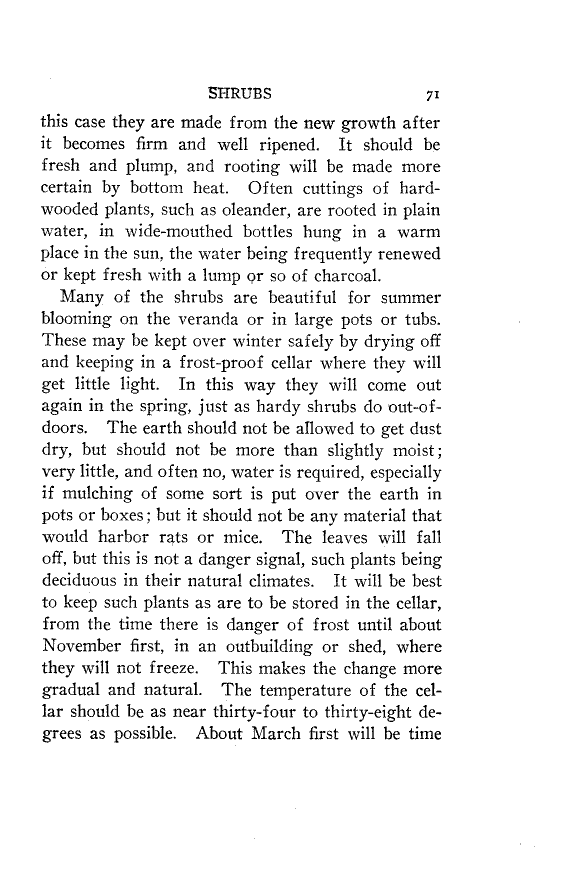 SHRUBS 71
this case they are made from the new growth after
it becomes firm and well ripened. It should be
fresh and plump, and rooting will be made more
certain by bottom heat. Often cuttings of hard-
wooded plants, such as oleander, are rooted in plain
water, in wide-mouthed bottles hung in a warm
place in the sun, the water being frequently renewed
or kept fresh with a lump or so of charcoal.
Many of the shrubs are beautiful for summer
blooming on the veranda or in large pots or tubs.
These may be kept over winter safely by drying off
and keeping in a frost-proof cellar where they will
get little light. In this way they will come out
again in the spring, just as hardy shrubs do out-of-
doors. The earth should not be allowed to get dust
dry, but should not be more than slightly moist;
very little, and often no, water is required, especially
if mulching of some sort is put over the earth in
pots or boxes; but it should not be any material that
would harbor rats or mice. The leaves will fall
off, but this is not a danger signal, such plants being
deciduous in their natural climates. It will be best
to keep such plants as are to be stored in the cellar,
from the time there is danger of frost until about
November first, in an outbuilding or shed, where
they will not freeze. This makes the change more
gradual and natural. The temperature of the cel-
lar should be as near thirty-four to thirty-eight de-
grees as possible. About March first will be time